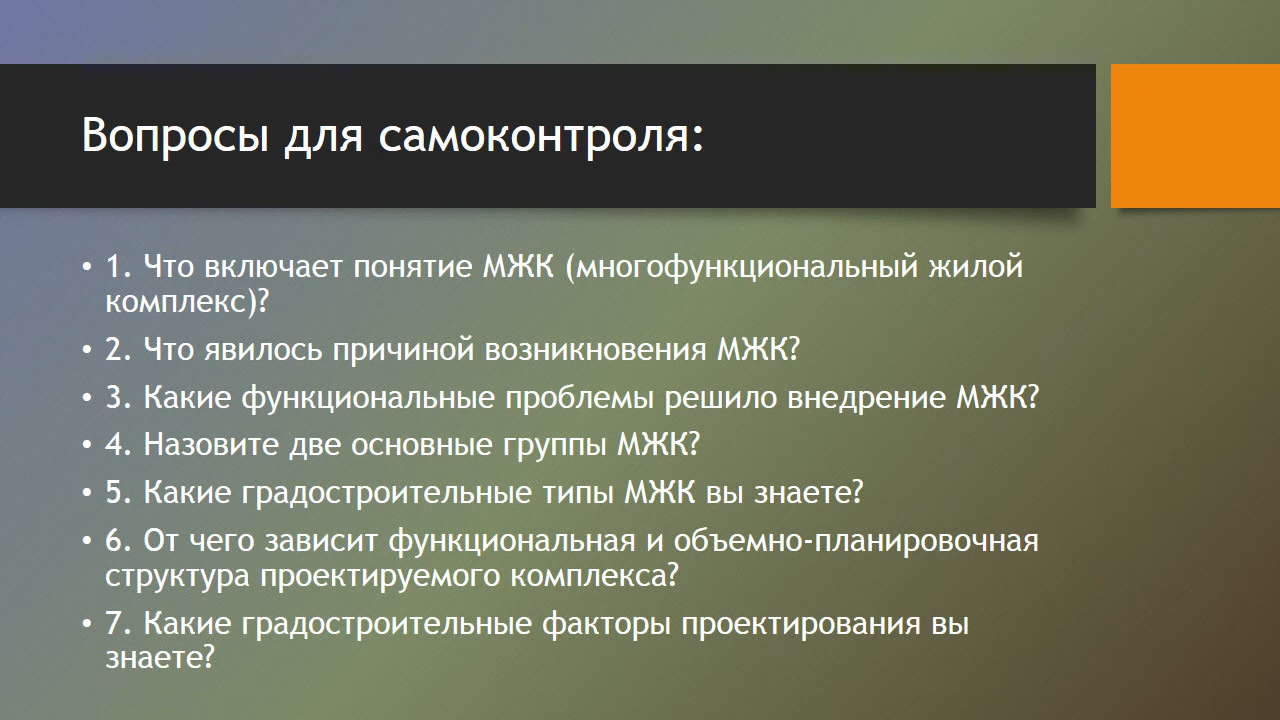 Вопросы для самоконтроля:
• 1. Что включает понятие МЖК (многофункциональный жилой
комплекс)?
• 2. Что явилось причиной возникновения МЖК?
• 3. Какие функциональные проблемы решило внедрение МЖК?
• 4. Назовите две основные группы МЖК?
• 5. Какие градостроительные типы МЖК вы знаете?
• 6. От чего зависит функциональная и объемно-планировочная
структура проектируемого комплекса?
• 7. Какие градостроительные факторы проектирования вы
знаете?